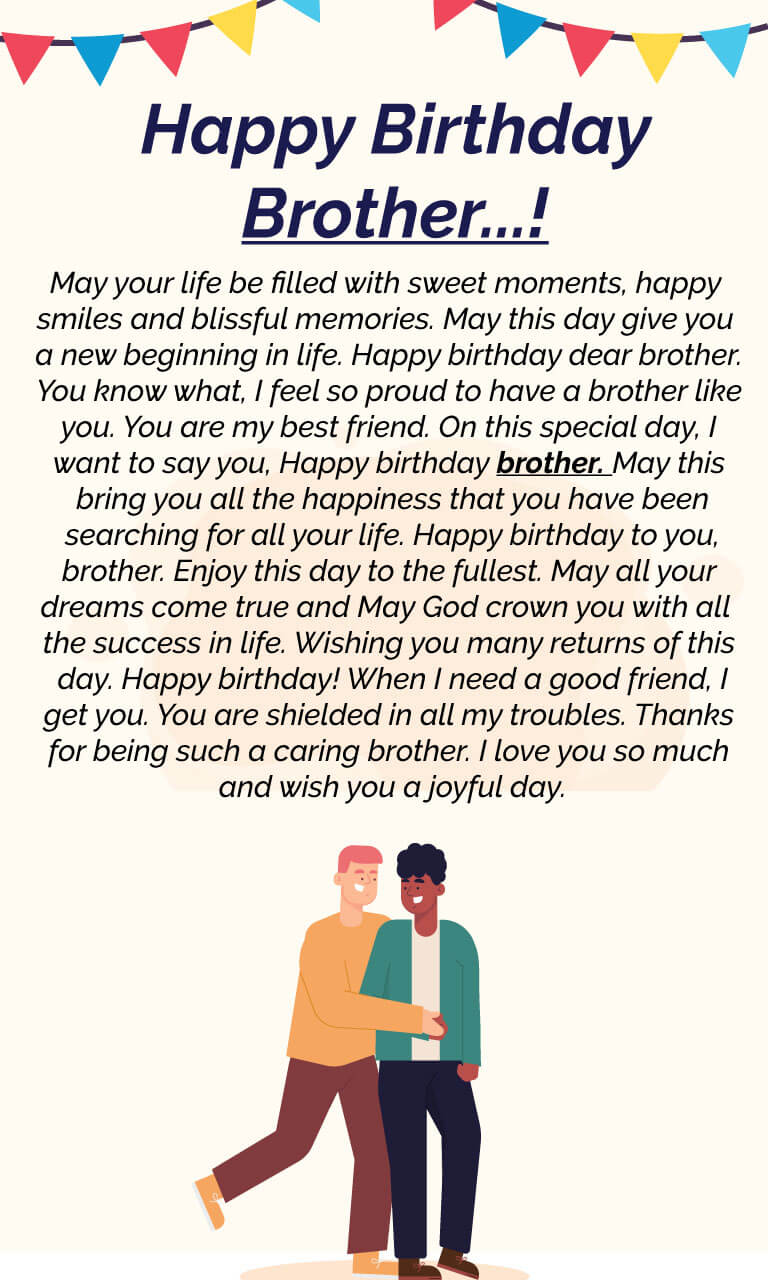 Happy Birthday
Brother...!
May your life be filled with sweet moments, happy
smiles and blissful memories. May this day give you
a new beginning in life. Happy birthday dear brother.
You know what, I feel so proud to have a brother like
you. You are my best friend. On this special day, I
want to say you, Happy birthday brother. May this
bring you all the happiness that you have been
searching for all your life. Happy birthday to you,
brother. Enjoy this day to the fullest. May all your
dreams come true and May God crown you with all
the success in life. Wishing you many returns of this
day. Happy birthday! When I need a good friend, I
get you. You are shielded in all my troubles. Thanks
for being such a caring brother. I love you so much
and wish you a joyful day.